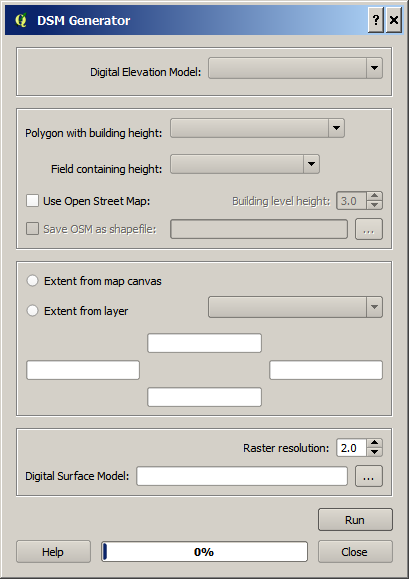 DSM Generator
Digital Elevation Model:
Polygon with building height:
Field containing height:
Use Open Street Map: Building level height: 3.0
Save OSM as shapefile: ...
Extent from map canvas
Extent from layer
Raster resolution: 2.0
Digital Surface Model: ...
Run
Help 0% Close